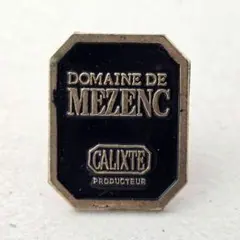 DOMAINE DE
MEZENC
CALIXTE
PRODUCTEUR